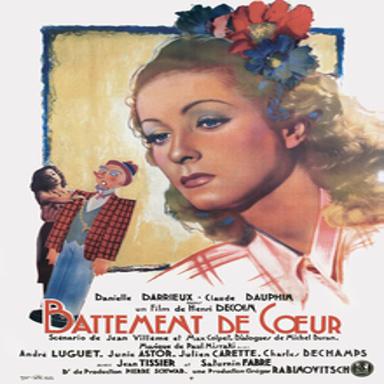 Danielle DARRIEUX - Claude DAUPHIN
un film de Henri DECOIN
BATTEMENT DE CŒUR
Scénario de Jean Villeme et Max Colpet. Dialogues de Michel Duran.
Musique de Paul Misraki
André LUGUET, Junie ASTOR, Julien CARETTE, Charles DECHAMPS
Jean TISSIER et Saturnin FABRE
Dr de Production PIERRE SCHWAB. une Production Gregor RABINOVITSCH